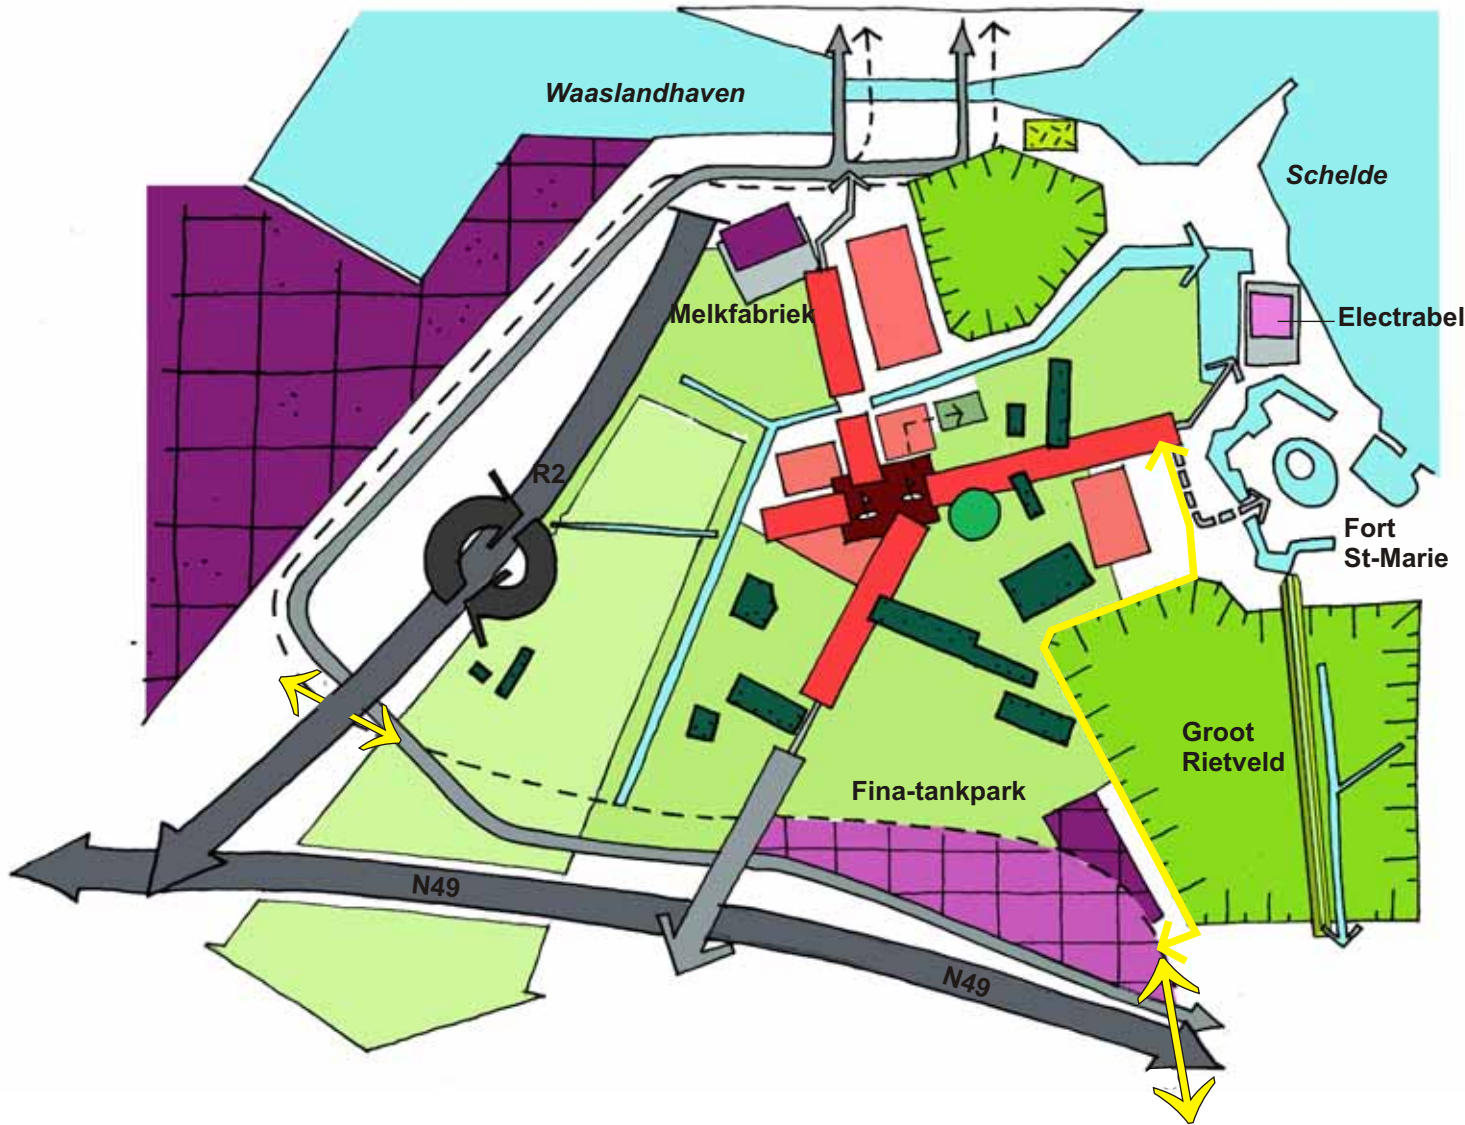 Waaslandhaven
Schelde
Melkfabriek
Electrabel
R2
Fort
St-Marie
Groot
Rietveld
Fina-tankpark
N49
N49